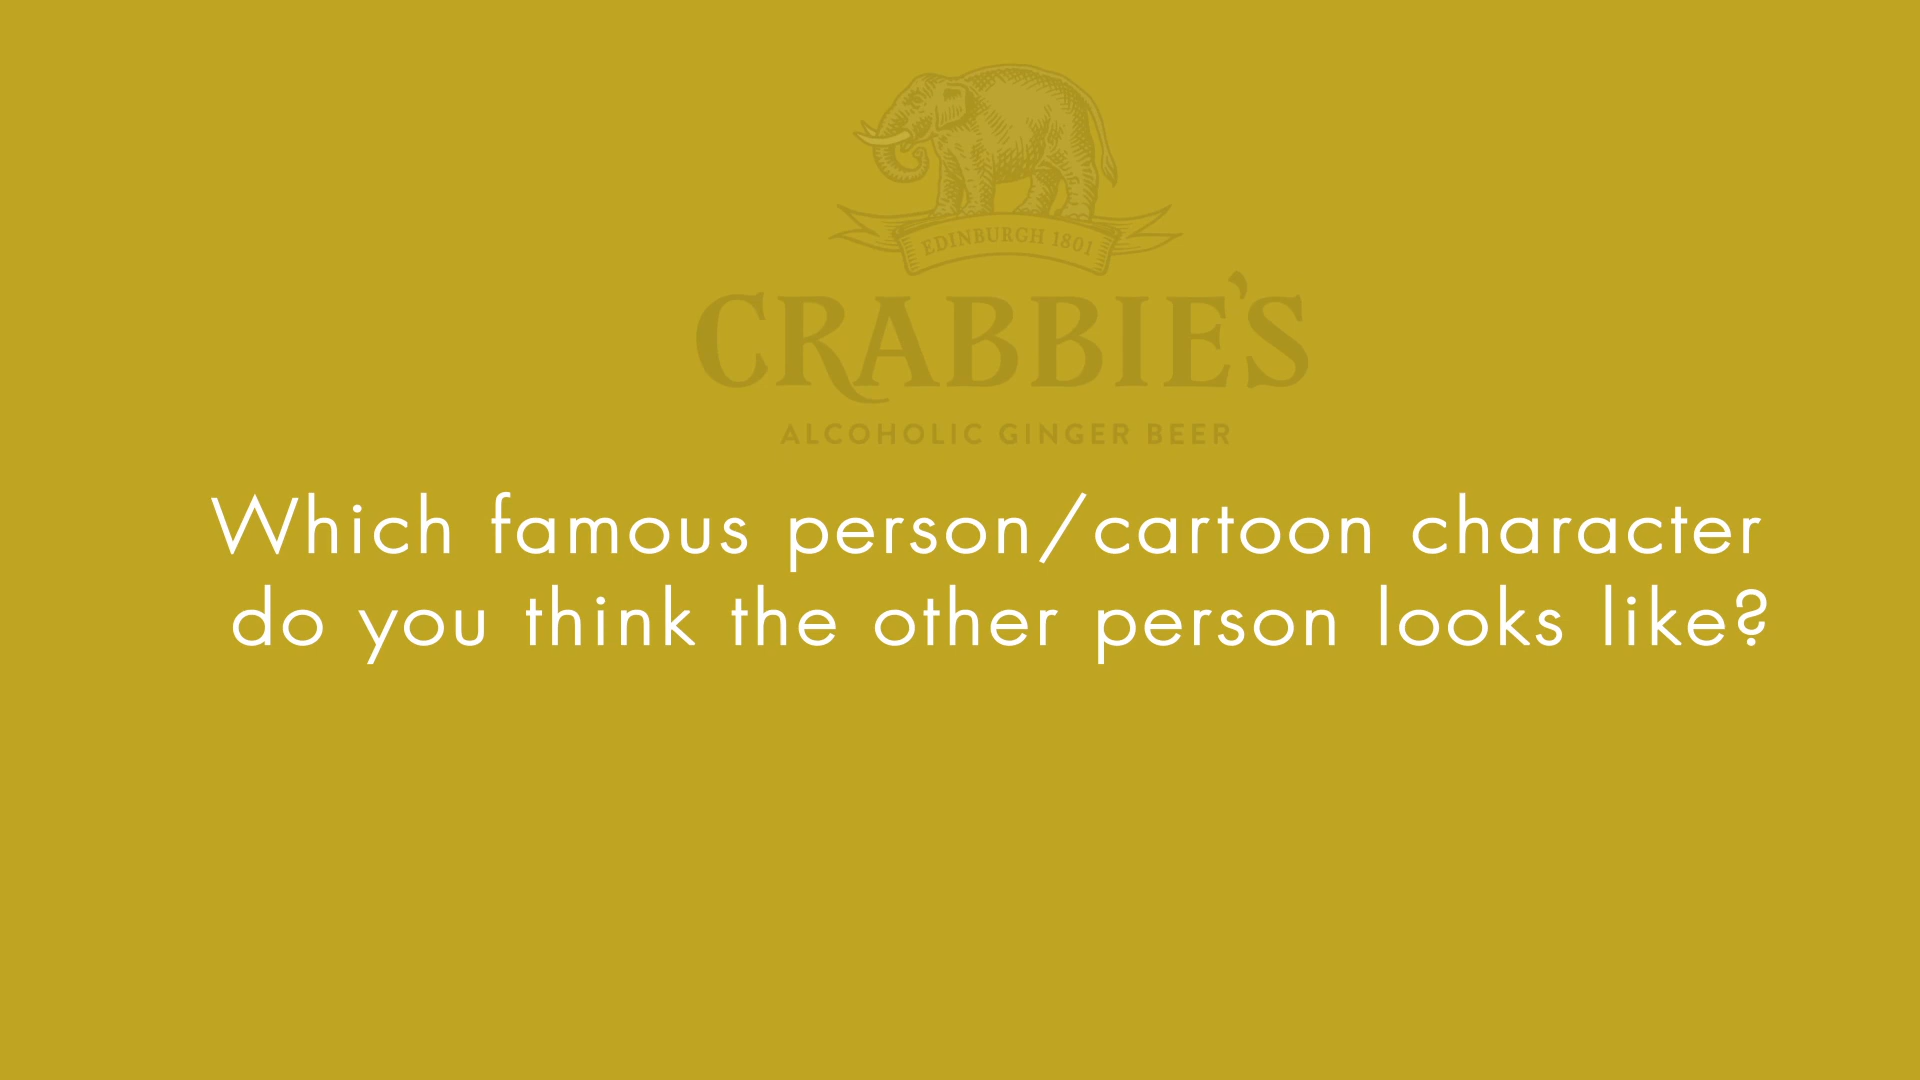 EDINBURGH 1801
CRABBIE'S
ALCOHOLIC GINGER BEER
Which famous person/cartoon character
do you think the other person looks like?